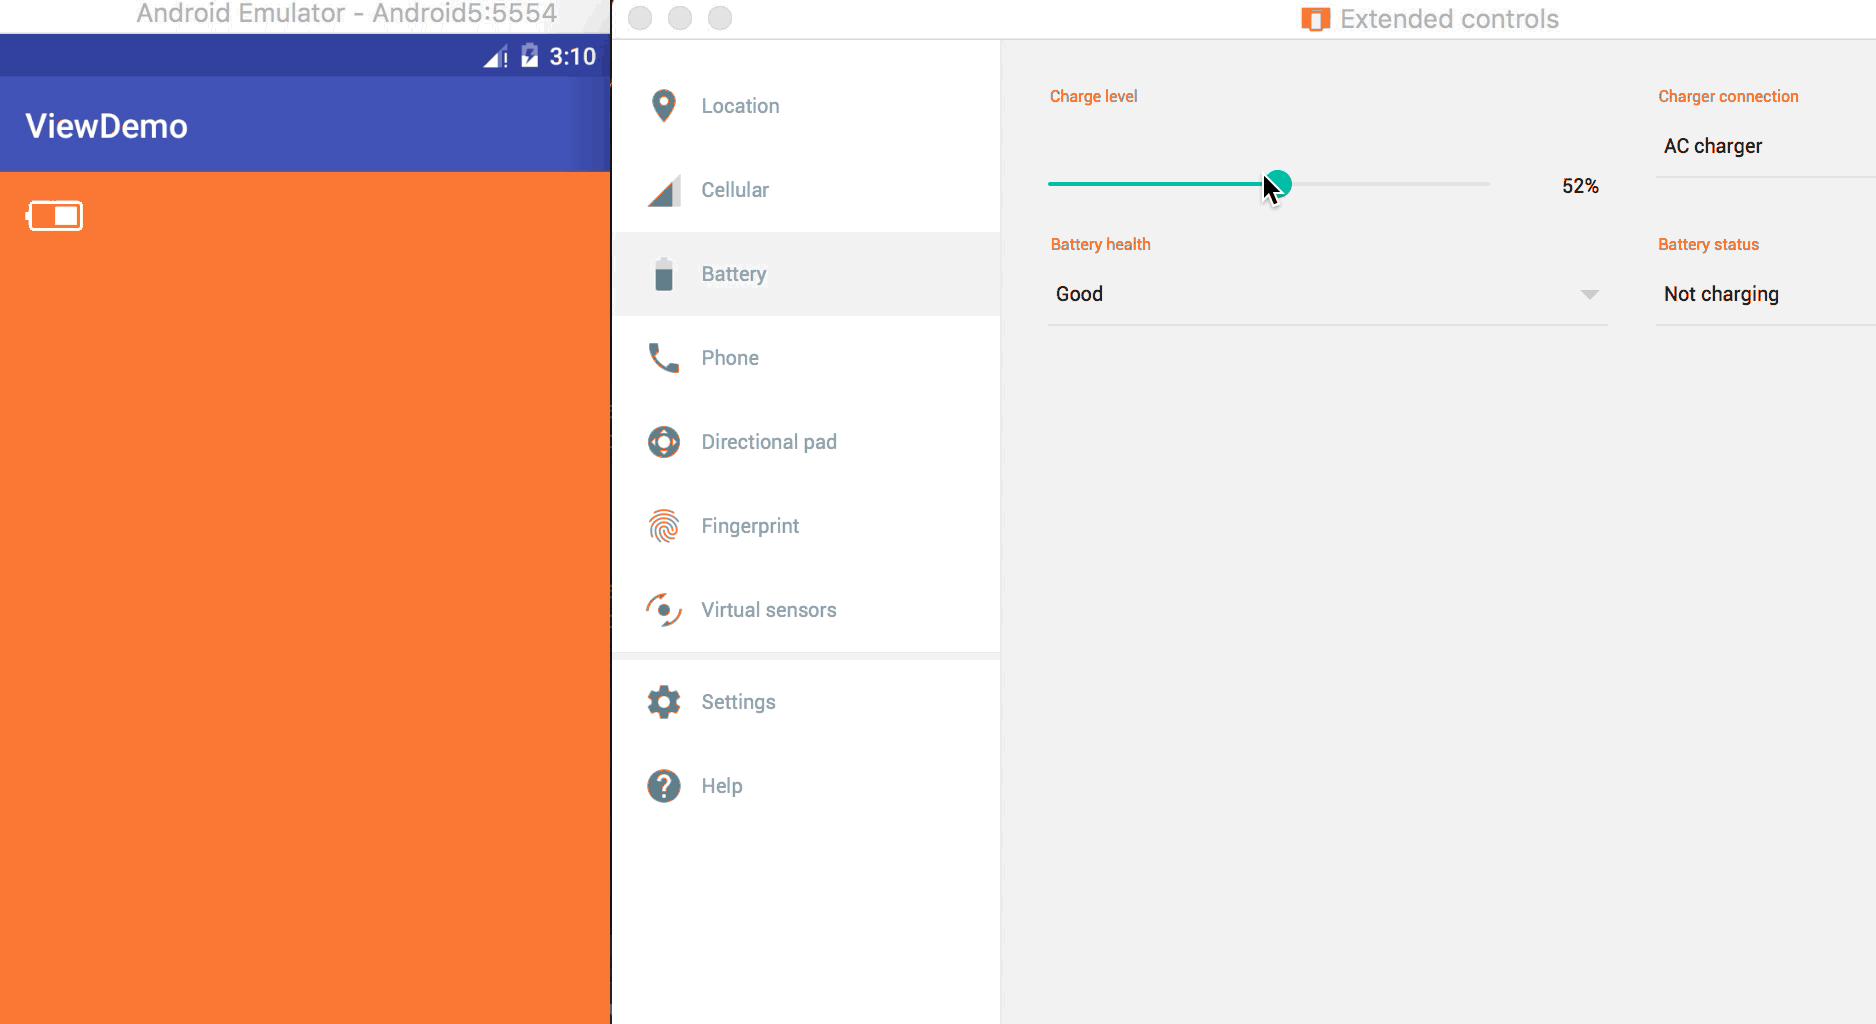 Android Emulator - Android5:5554
3:10
ViewDemo
Extended controls
Location
Cellular
Battery
Phone
Directional pad
Fingerprint
Virtual sensors
Settings
Help
Charge level
52%
Charger connection
AC charger
Battery health
Good
Battery status
Not charging